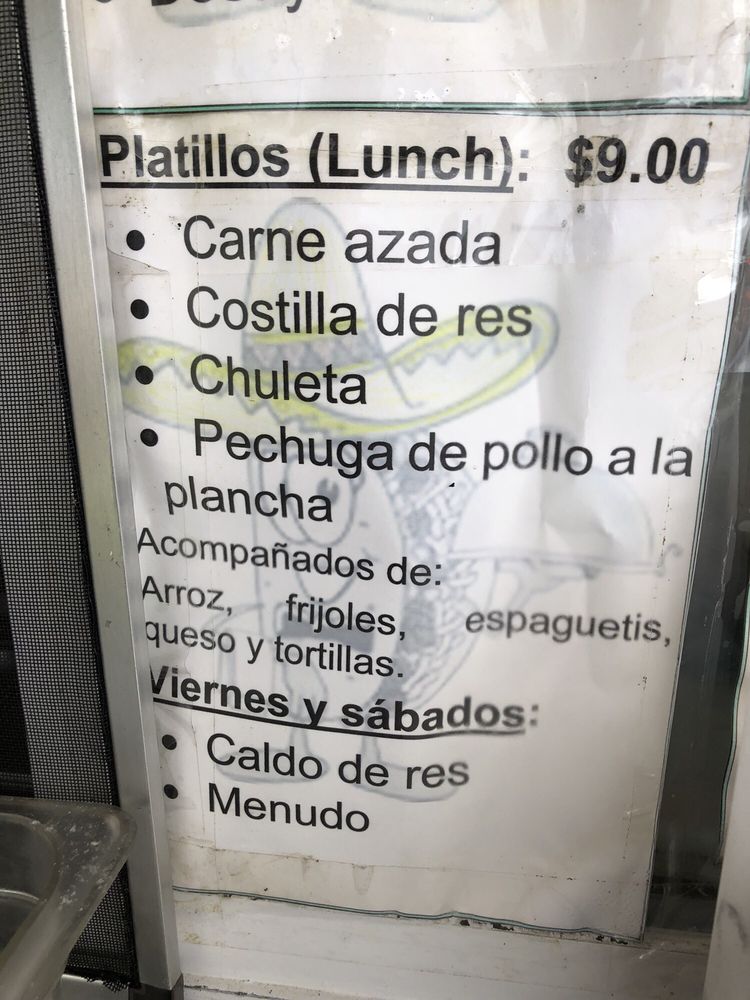 Platillos (Lunch): $9.00
• Carne azada
• Costilla de res
• Chuleta
• Pechuga de pollo a la
plancha
Acompañados de:
Arroz, frijoles, espaguetis,
queso y tortillas.
Viernes y sábados:
• Caldo de res
• Menudo